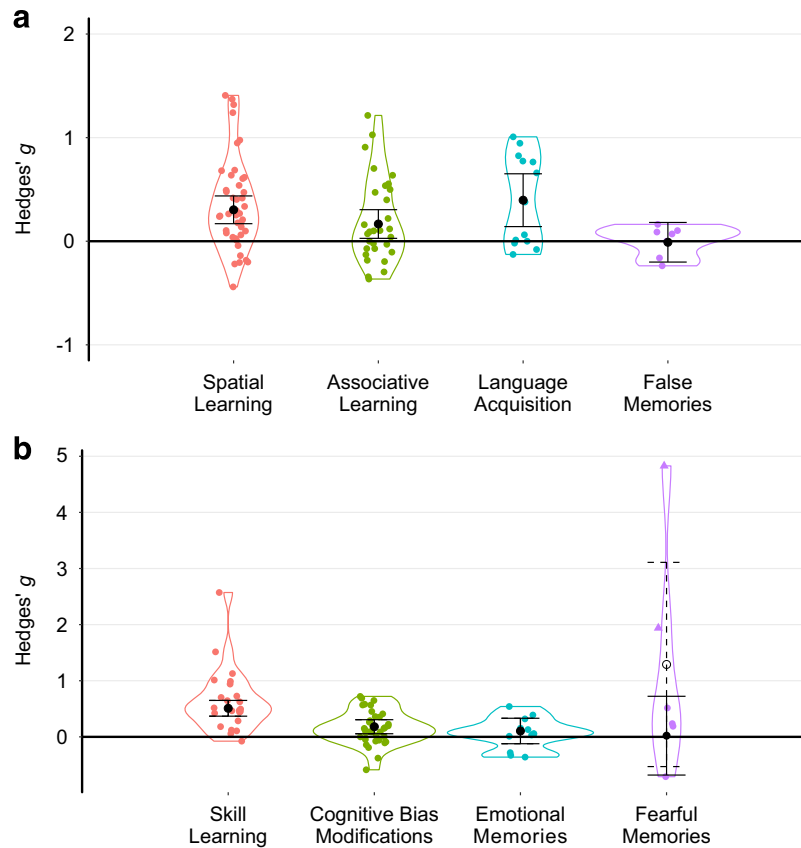 a
2
1
0
-1
Hedges' g
Spatial
Learning
Associative
Learning
Language
Acquisition
False
Memories
b
5
4
3
2
1
0
Hedges' g
Skill
Learning
Cognitive Bias
Modifications
Emotional
Memories
Fearful
Memories